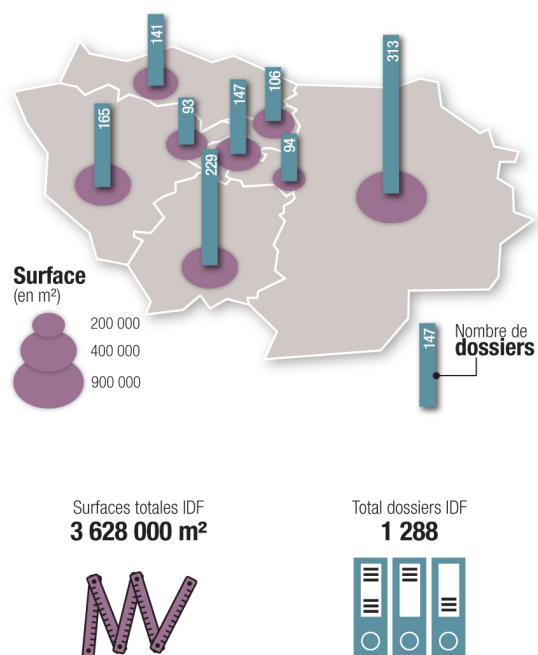 141
313
106
147
93
165
94
229
Surface
(en m²)
200 000
400 000
900 000
147
Nombre de
dossiers
Surfaces totales IDF
3 628 000 m²
Total dossiers IDF
1 288